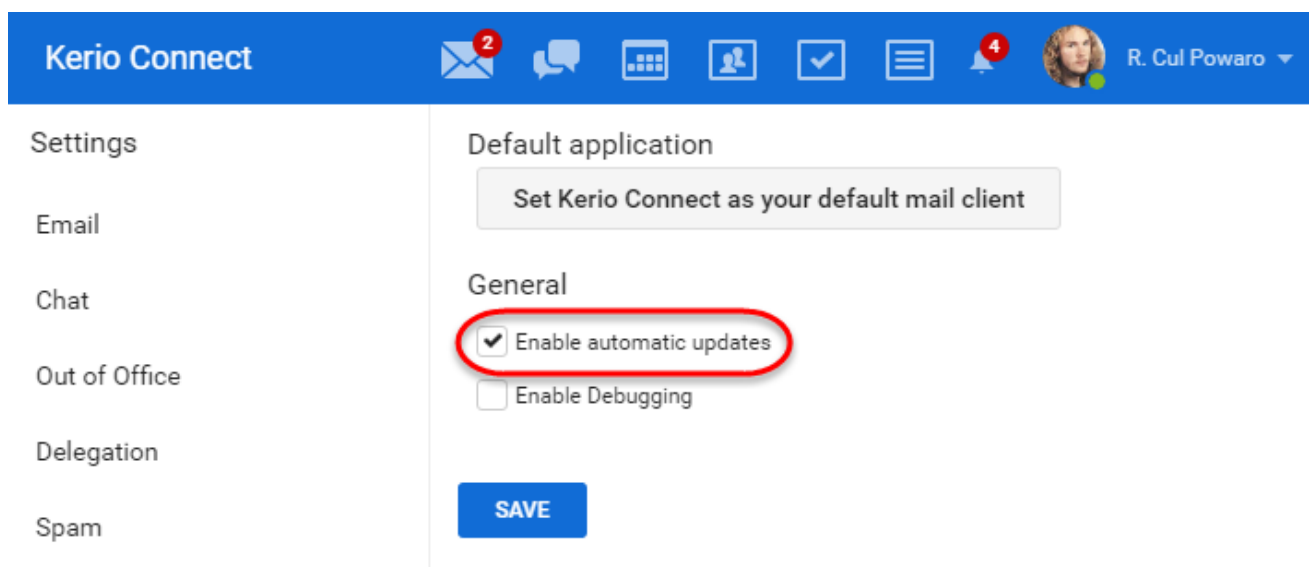 Kerio Connect
2
4
R. Cul Powaro
Settings
Email
Chat
Out of Office
Delegation
Spam
Default application
Set Kerio Connect as your default mail client
General
Enable automatic updates
Enable Debugging
SAVE